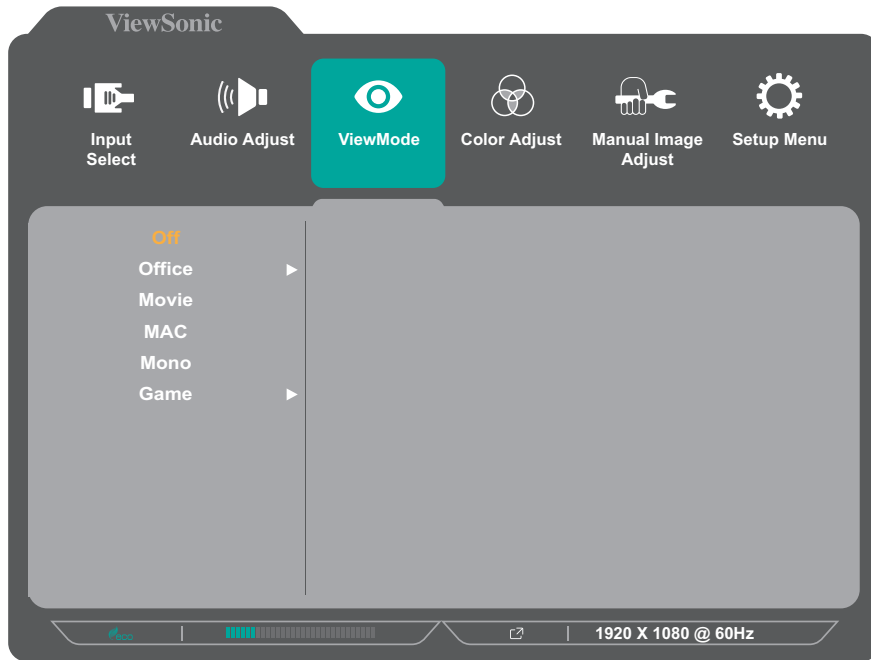 ViewSonic
Input
Select
Audio Adjust
ViewMode
Color Adjust
Manual Image
Adjust
Setup Menu
Off
Office
Movie
MAC
Mono
Game
eco
1920 X 1080 @ 60Hz